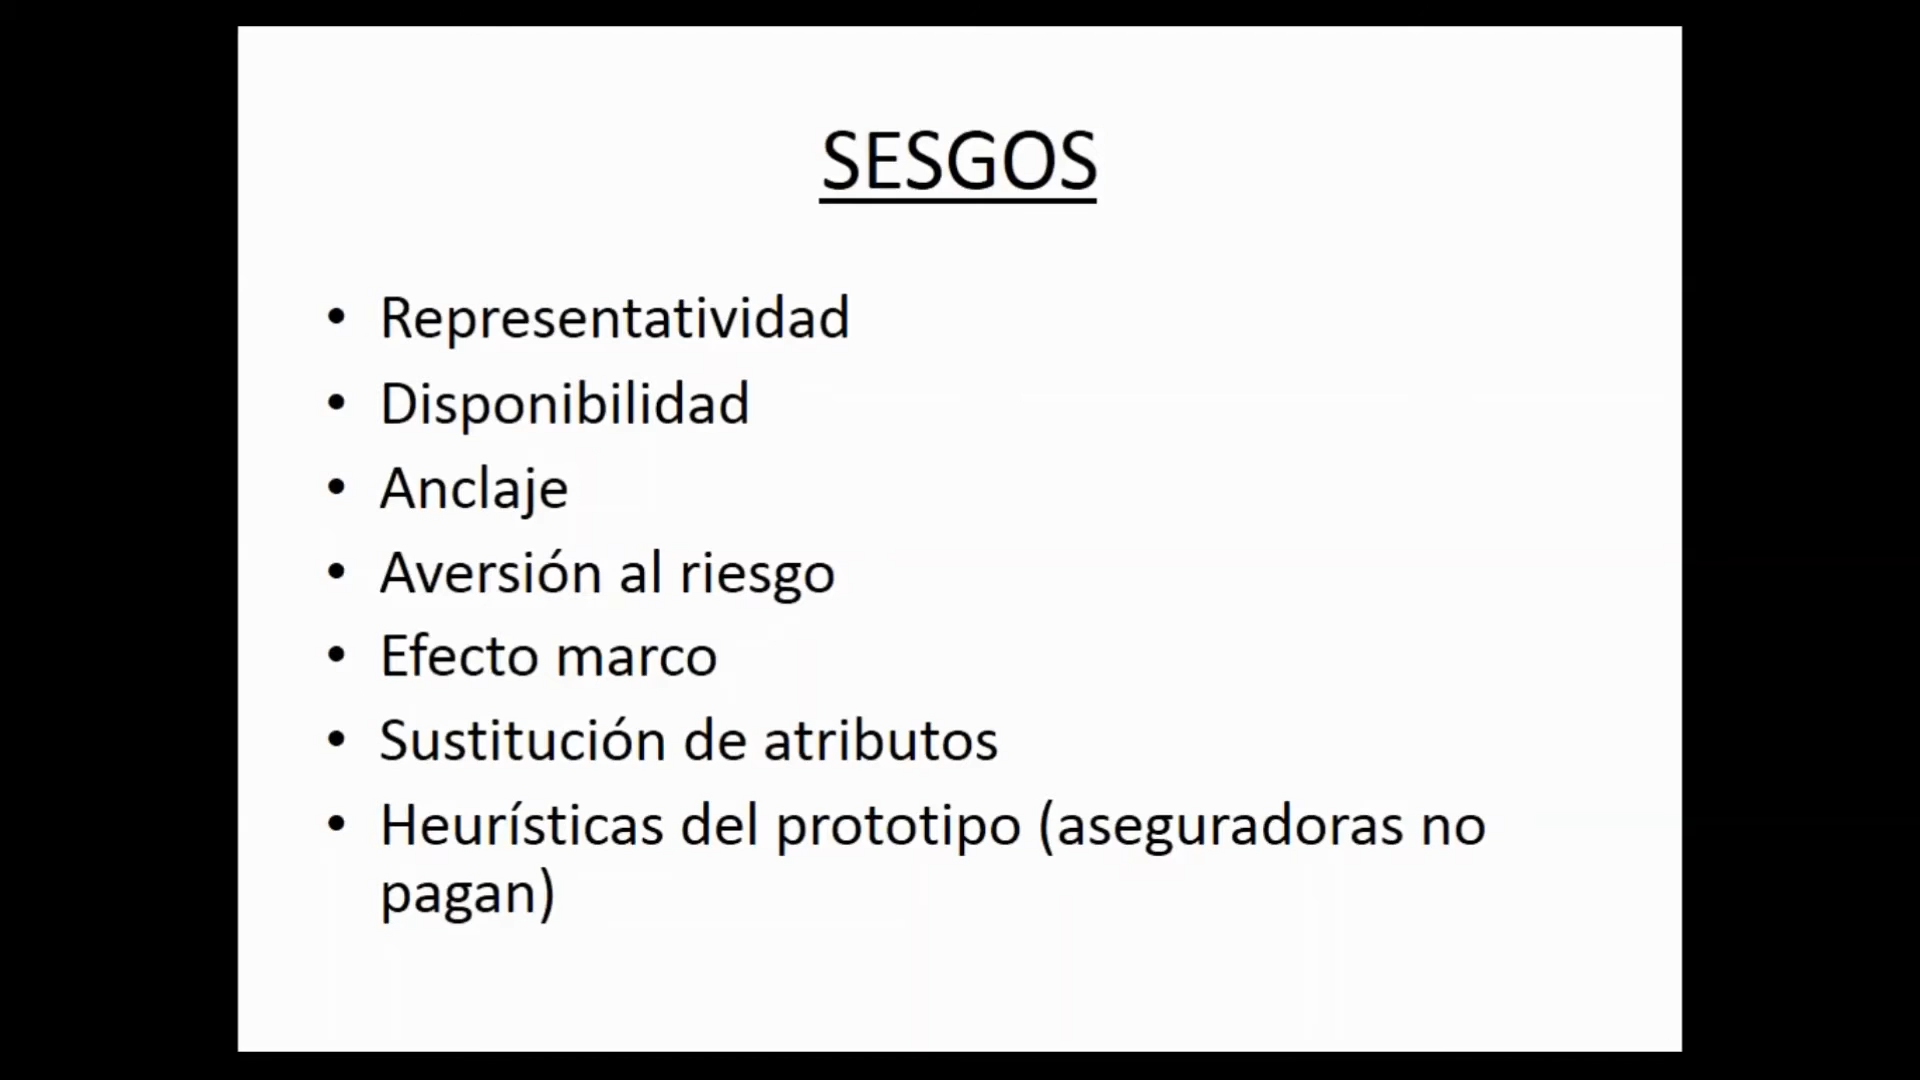 SESGOS
• Representatividad
• Disponibilidad
• Anclaje
• Aversión al riesgo
• Efecto marco
• Sustitución de atributos
• Heurísticas del prototipo (aseguradoras no
pagan)